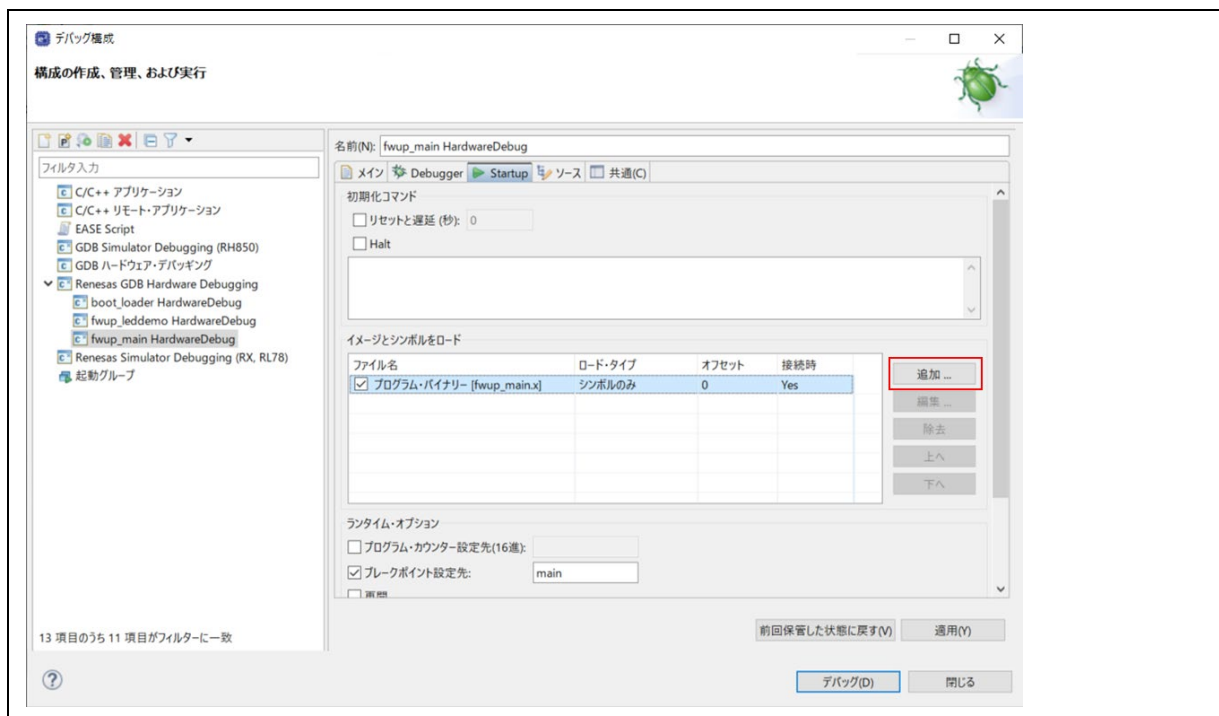 デバッグ構成
構成の作成、管理、および実行
フィルタ入力
C/C++ アプリケーション
C/C++ リモート・アプリケーション
EASE Script
GDB Simulator Debugging (RH850)
GDB ハードウェア・デバッギング
Renesas GDB Hardware Debugging
boot_loader HardwareDebug
fwup_leddemo HardwareDebug
fwup_main HardwareDebug
Renesas Simulator Debugging (RX, RL78)
起動グループ
13 項目のうち 11 項目がフィルターに一致
名前(N): fwup_main HardwareDebug
メイン Debugger Startup ソース 共通(C)
初期化コマンド
リセットと遅延 (秒): 0
Halt
イメージとシンボルをロード
ファイル名 ロード・タイプ オフセット 接続時
プログラム・バイナリー [fwup_main.x] シンボルのみ 0 Yes
追加 ...
編集 ...
除去
上へ
下へ
ランタイム・オプション
プログラム・カウンター設定先(16進):
ブレークポイント設定先: main
再開
前回保管した状態に戻す(V) 適用(Y)
デバッグ(D) 閉じる